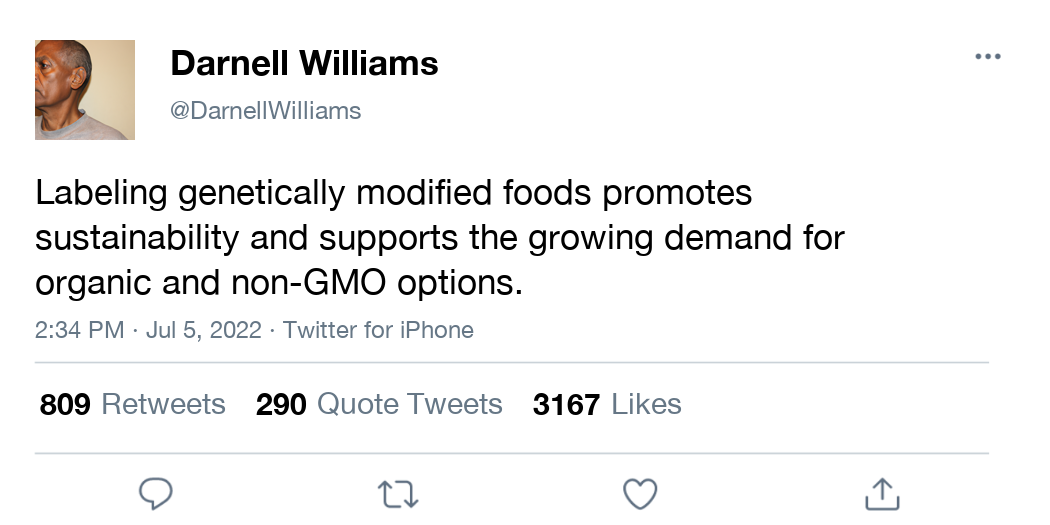 Darnell Williams
@DarnellWilliams
Labeling genetically modified foods promotes
sustainability and supports the growing demand for
organic and non-GMO options.
2:34 PM · Jul 5, 2022 · Twitter for iPhone
809 Retweets 290 Quote Tweets 3167 Likes